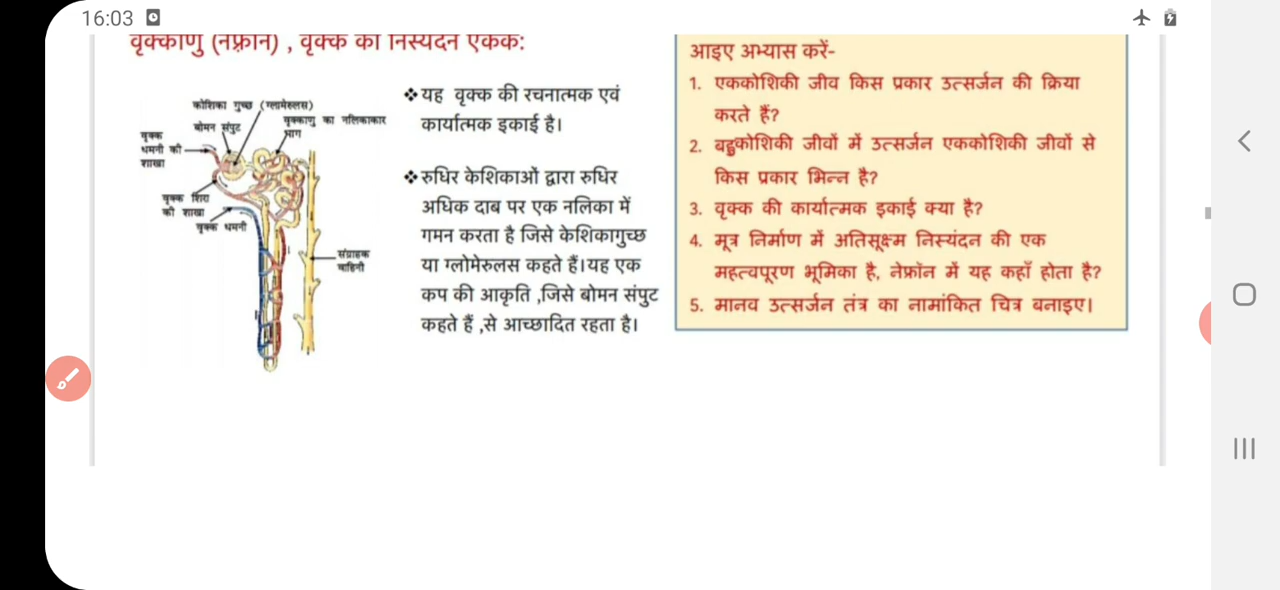 16:03
वृक्काणु (नेफ़्रॉन) , वृक्क का निस्यंदन एकक:
कोशिका गुच्छ (ग्लामेरुलस)
बोमन संपुट
वृक्काणु का नलिकाकार
भाग
वृक्क
धमनी की
शाखा
वृक्क शिरा
की शाखा
वृक्क धमनी
संग्राहक
वाहिनी
❖यह वृक्क की रचनात्मक एवं
कार्यात्मक इकाई है।
❖रुधिर केशिकाओं द्वारा रुधिर
अधिक दाब पर एक नलिका में
गमन करता है जिसे केशिकागुच्छ
या ग्लोमेरुलस कहते हैं।यह एक
कप की आकृति ,जिसे बोमन संपुट
कहते हैं ,से आच्छादित रहता है।
आइए अभ्यास करें-
1. एककोशिकी जीव किस प्रकार उत्सर्जन की क्रिया
करते हैं?
2. बहुकोशिकी जीवों में उत्सर्जन एककोशिकी जीवों से
किस प्रकार भिन्न है?
3. वृक्क की कार्यात्मक इकाई क्या है?
4. मूत्र निर्माण में अतिसूक्ष्म निस्यंदन की एक
महत्वपूरण भूमिका है, नेफ्रॉन में यह कहाँ होता है?
5. मानव उत्सर्जन तंत्र का नामांकित चित्र बनाइए।